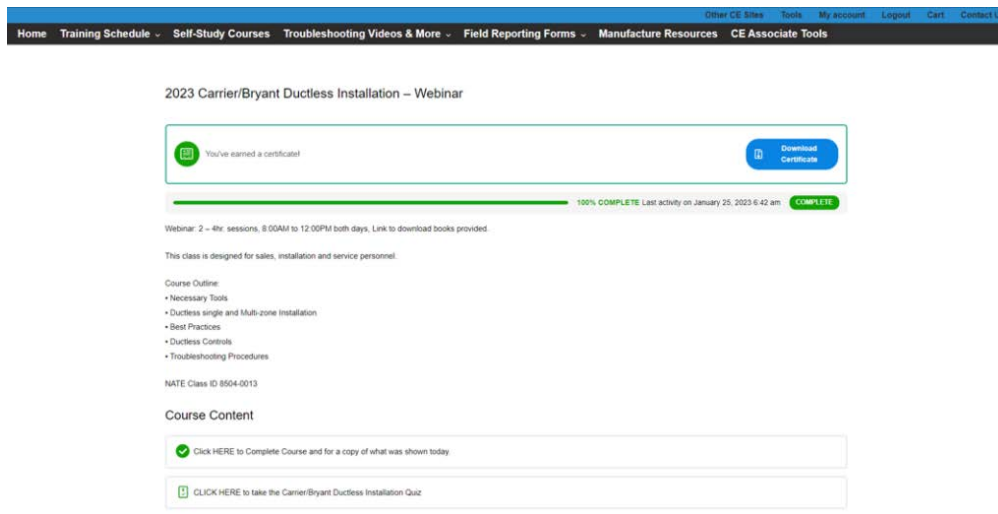 Other CE Sites Tools My account Logout Cart Contact U
Home Training Schedule Self-Study Courses Troubleshooting Videos & More Field Reporting Forms Manufacture Resources CE Associate Tools
2023 Carrier/Bryant Ductless Installation – Webinar
You've earned a certificate!
Download
Certificate
100% COMPLETE Last activity on January 25, 2023 6:42 am COMPLETE
Webinar: 2 – 4hr. sessions, 8:00AM to 12:00PM both days, Link to download books provided.
This class is designed for sales, installation and service personnel.
Course Outline:
• Necessary Tools
• Ductless single and Multi-zone Installation
• Best Practices
• Ductless Controls
• Troubleshooting Procedures
NATE Class ID 8504-0013
Course Content
Click HERE to Complete Course and for a copy of what was shown today.
CLICK HERE to take the Carrier/Bryant Ductless Installation Quiz